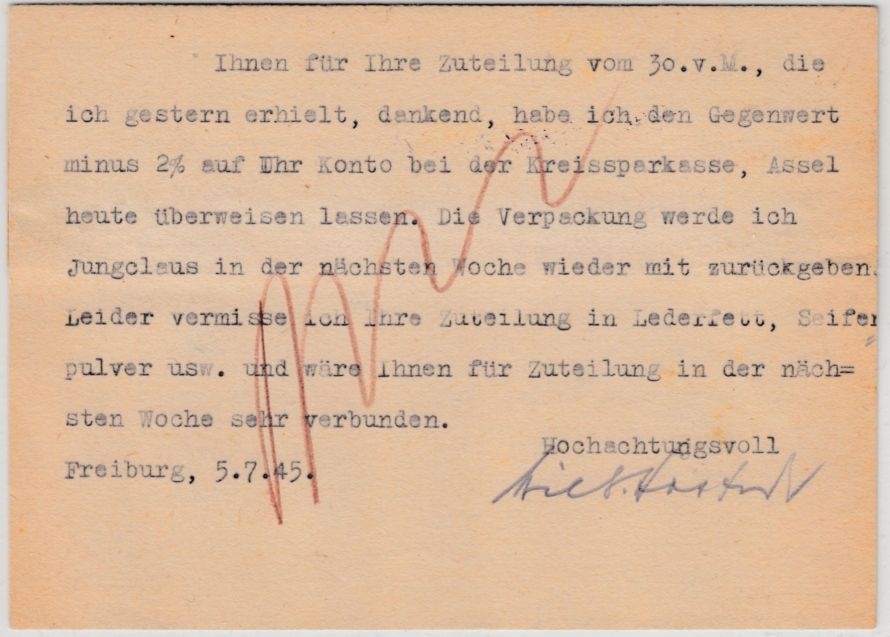 Ihnen für Ihre Zuteilung vom 30.v.M., die
ich gestern erhielt, dankend, habe ich den Gegenwert
minus 2% auf Ihr Konto bei der Kreissparkasse, Assel
heute überweisen lassen. Die Verpackung werde ich
Jungclaus in der nächsten Woche wieder mit zurückgeben.
Leider vermisse ich Ihre Zuteilung in Lederfett, Seifen
pulver usw. und wäre Ihnen für Zuteilung in der näch=
sten Woche sehr verbunden.
Hochachtungsvoll
Freiburg, 5.7.45.